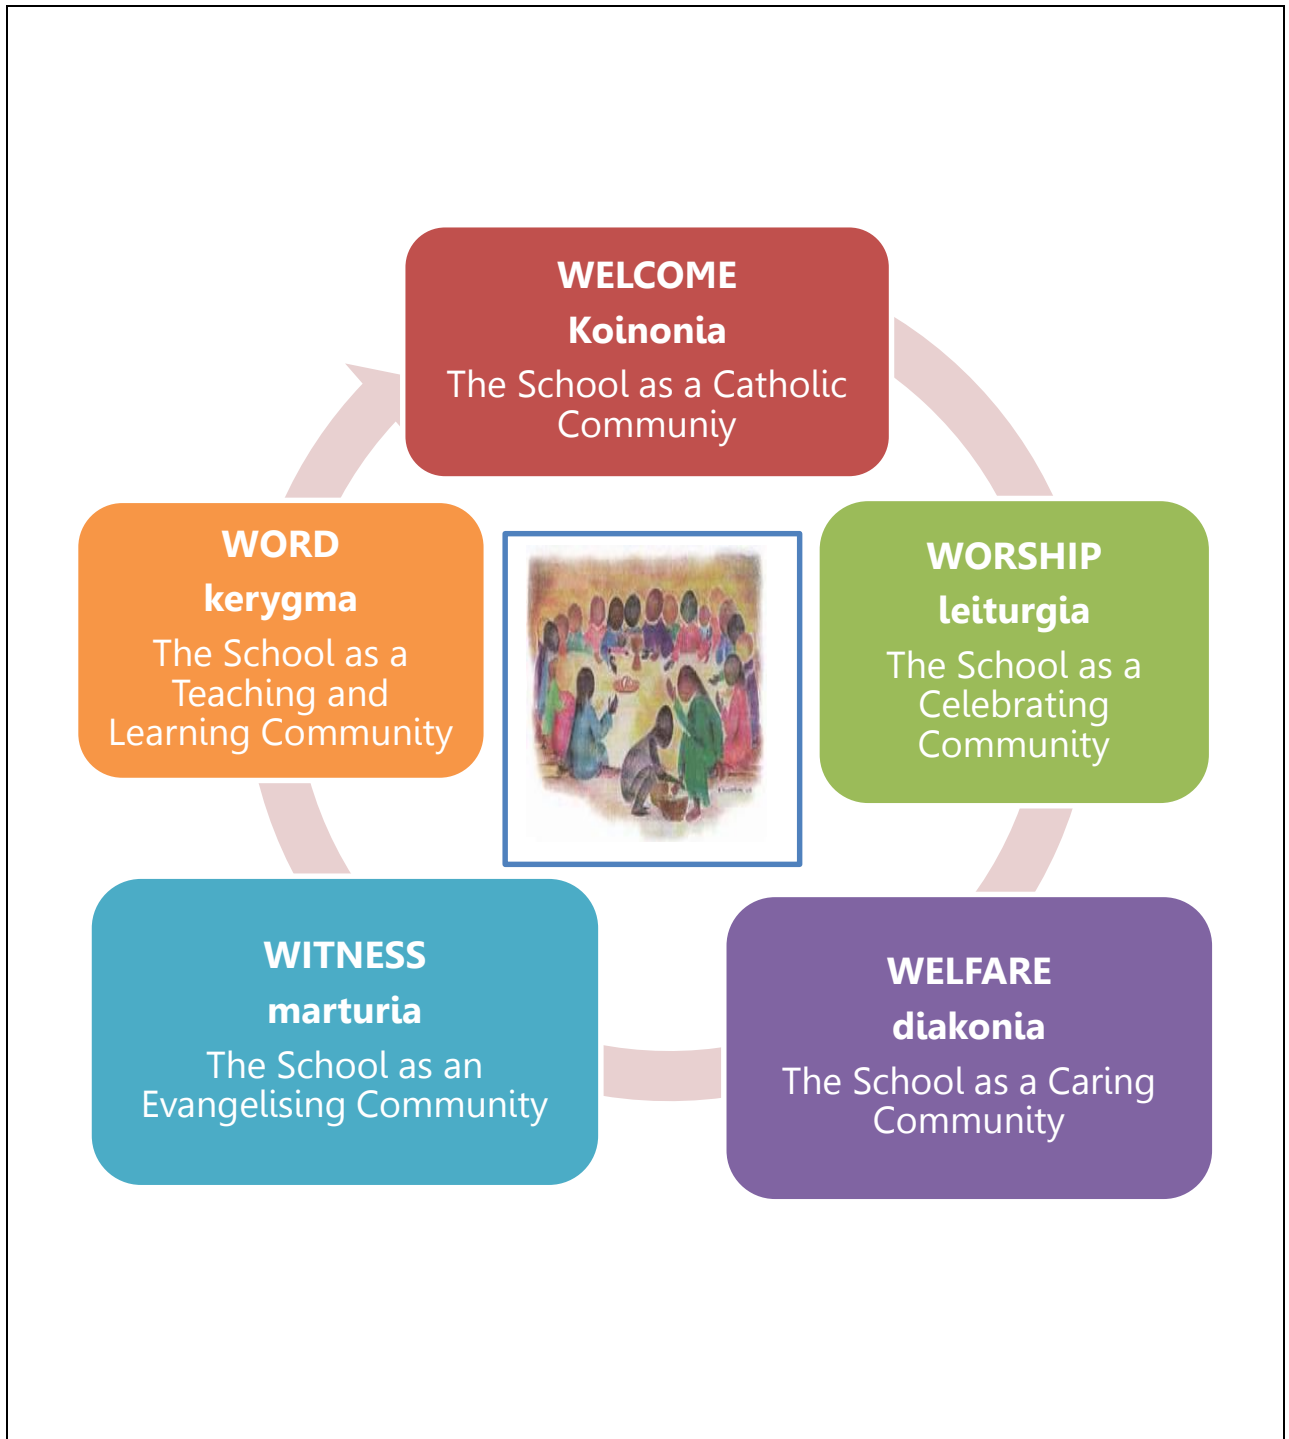 WELCOME
Koinonia
The School as a Catholic
Communiy
WORSHIP
leiturgia
The School as a
Celebrating
Community
WELFARE
diakonia
The School as a Caring
Community
WITNESS
marturia
The School as an
Evangelising Community
WORD
kerygma
The School as a
Teaching and
Learning Community